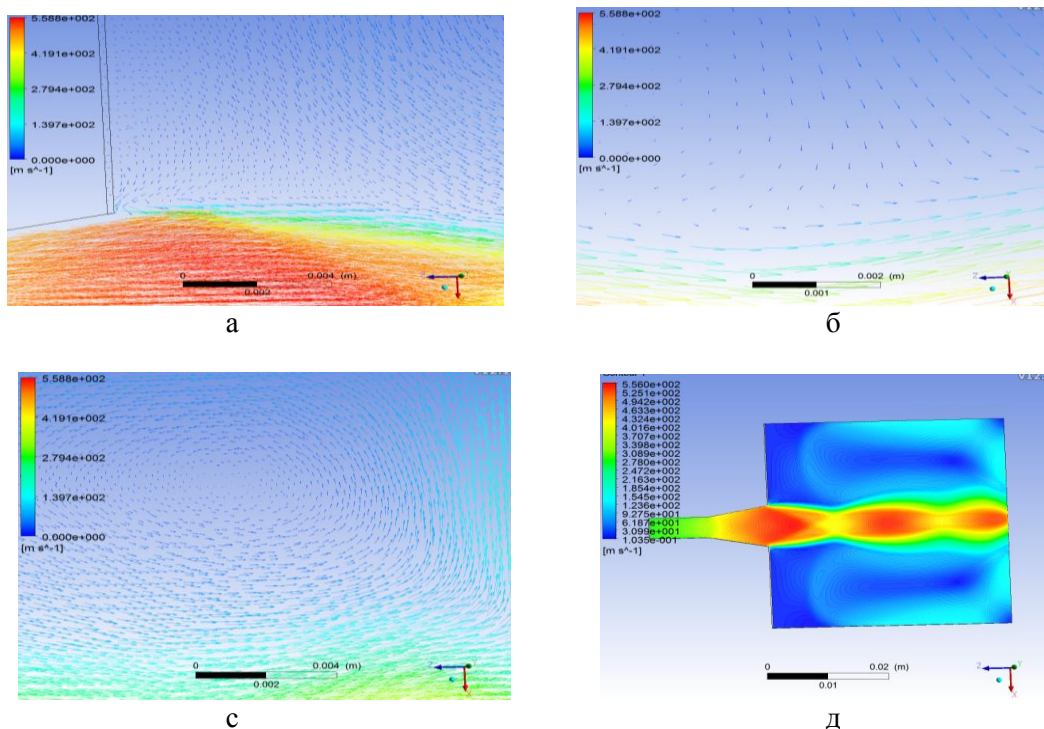 5.588e+002
4.191e+002
2.794e+002
1.397e+002
0.000e+000
[m s^-1]
0 0.004 (m)
0.002
Z
а
5.588e+002
4.191e+002
2.794e+002
1.397e+002
0.000e+000
[m s^-1]
0 0.002 (m)
0.001
Z
X
б
5.588e+002
4.191e+002
2.794e+002
1.397e+002
0.000e+000
[m s^-1]
0 0.004 (m)
0.002
Z
X
с
5.560e+002
5.251e+002
4.942e+002
4.633e+002
4.324e+002
4.016e+002
3.707e+002
3.398e+002
3.089e+002
2.780e+002
2.472e+002
2.163e+002
1.854e+002
1.545e+002
1.236e+002
9.275e+001
6.187e+001
3.099e+001
1.035e-001
[m s^-1]
0 0.02 (m)
0.01
Z
Y
X
д